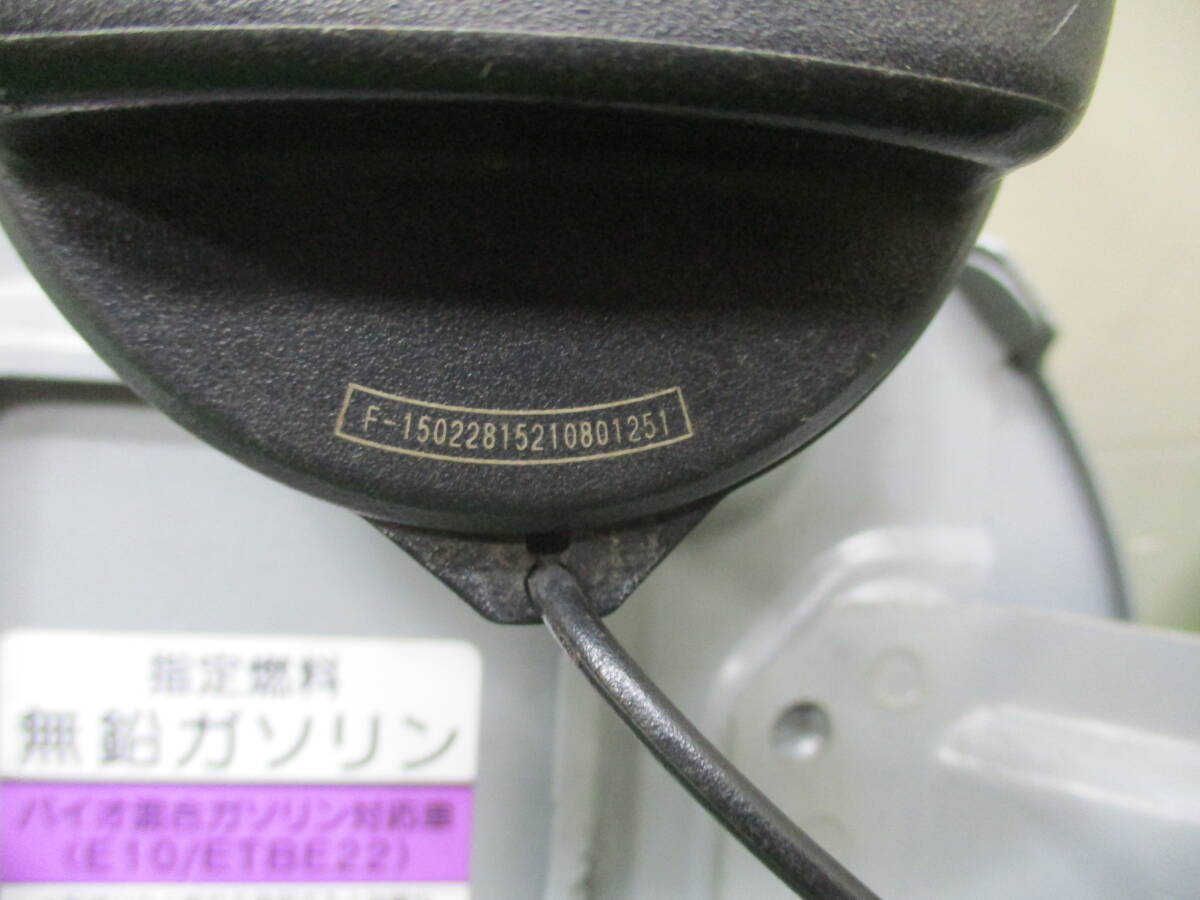 F-15022815210801251
指定燃料
無鉛ガソリン
バイオ混合ガソリン対応車
(E10/ETBE22)